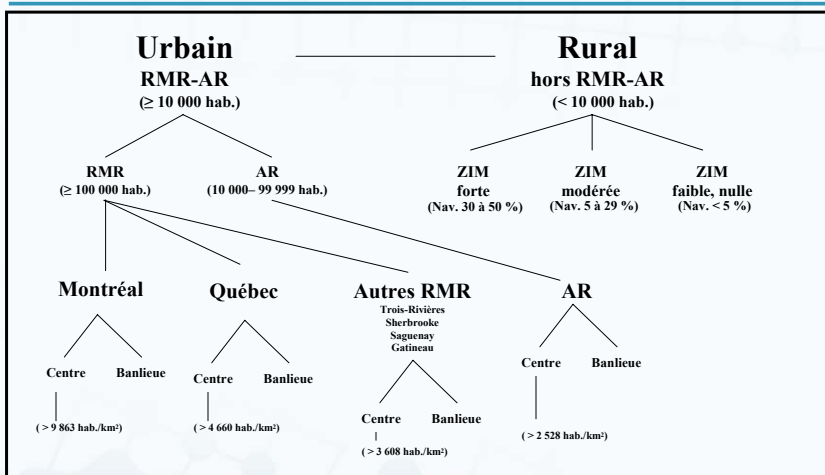 Urbain
RMR-AR
(≥ 10 000 hab.)
Rural
hors RMR-AR
(< 10 000 hab.)
RMR
(≥ 100 000 hab.)
AR
(10 000– 99 999 hab.)
ZIM
forte
(Nav. 30 à 50 %)
ZIM
modérée
(Nav. 5 à 29 %)
ZIM
faible, nulle
(Nav. < 5 %)
Montréal
Québec
Autres RMR
Trois-Rivières
Sherbrooke
Saguenay
Gatineau
AR
Centre
Banlieue
( > 9 863 hab./km²)
Centre
Banlieue
( > 4 660 hab./km²)
Centre
Banlieue
( > 3 608 hab./km²)
Centre
Banlieue
( > 2 528 hab./km²)